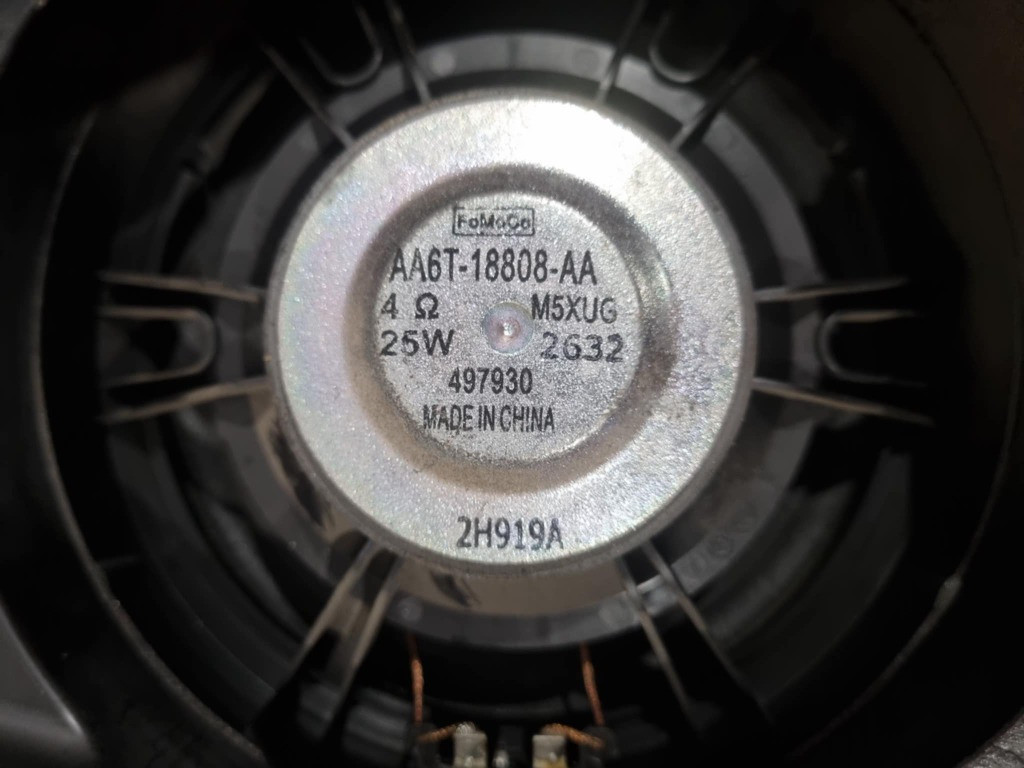 FoMoCo
AA6T-18808-AA
4 Ω M5XUG
25W 2632
497930
MADE IN CHINA
2H919A